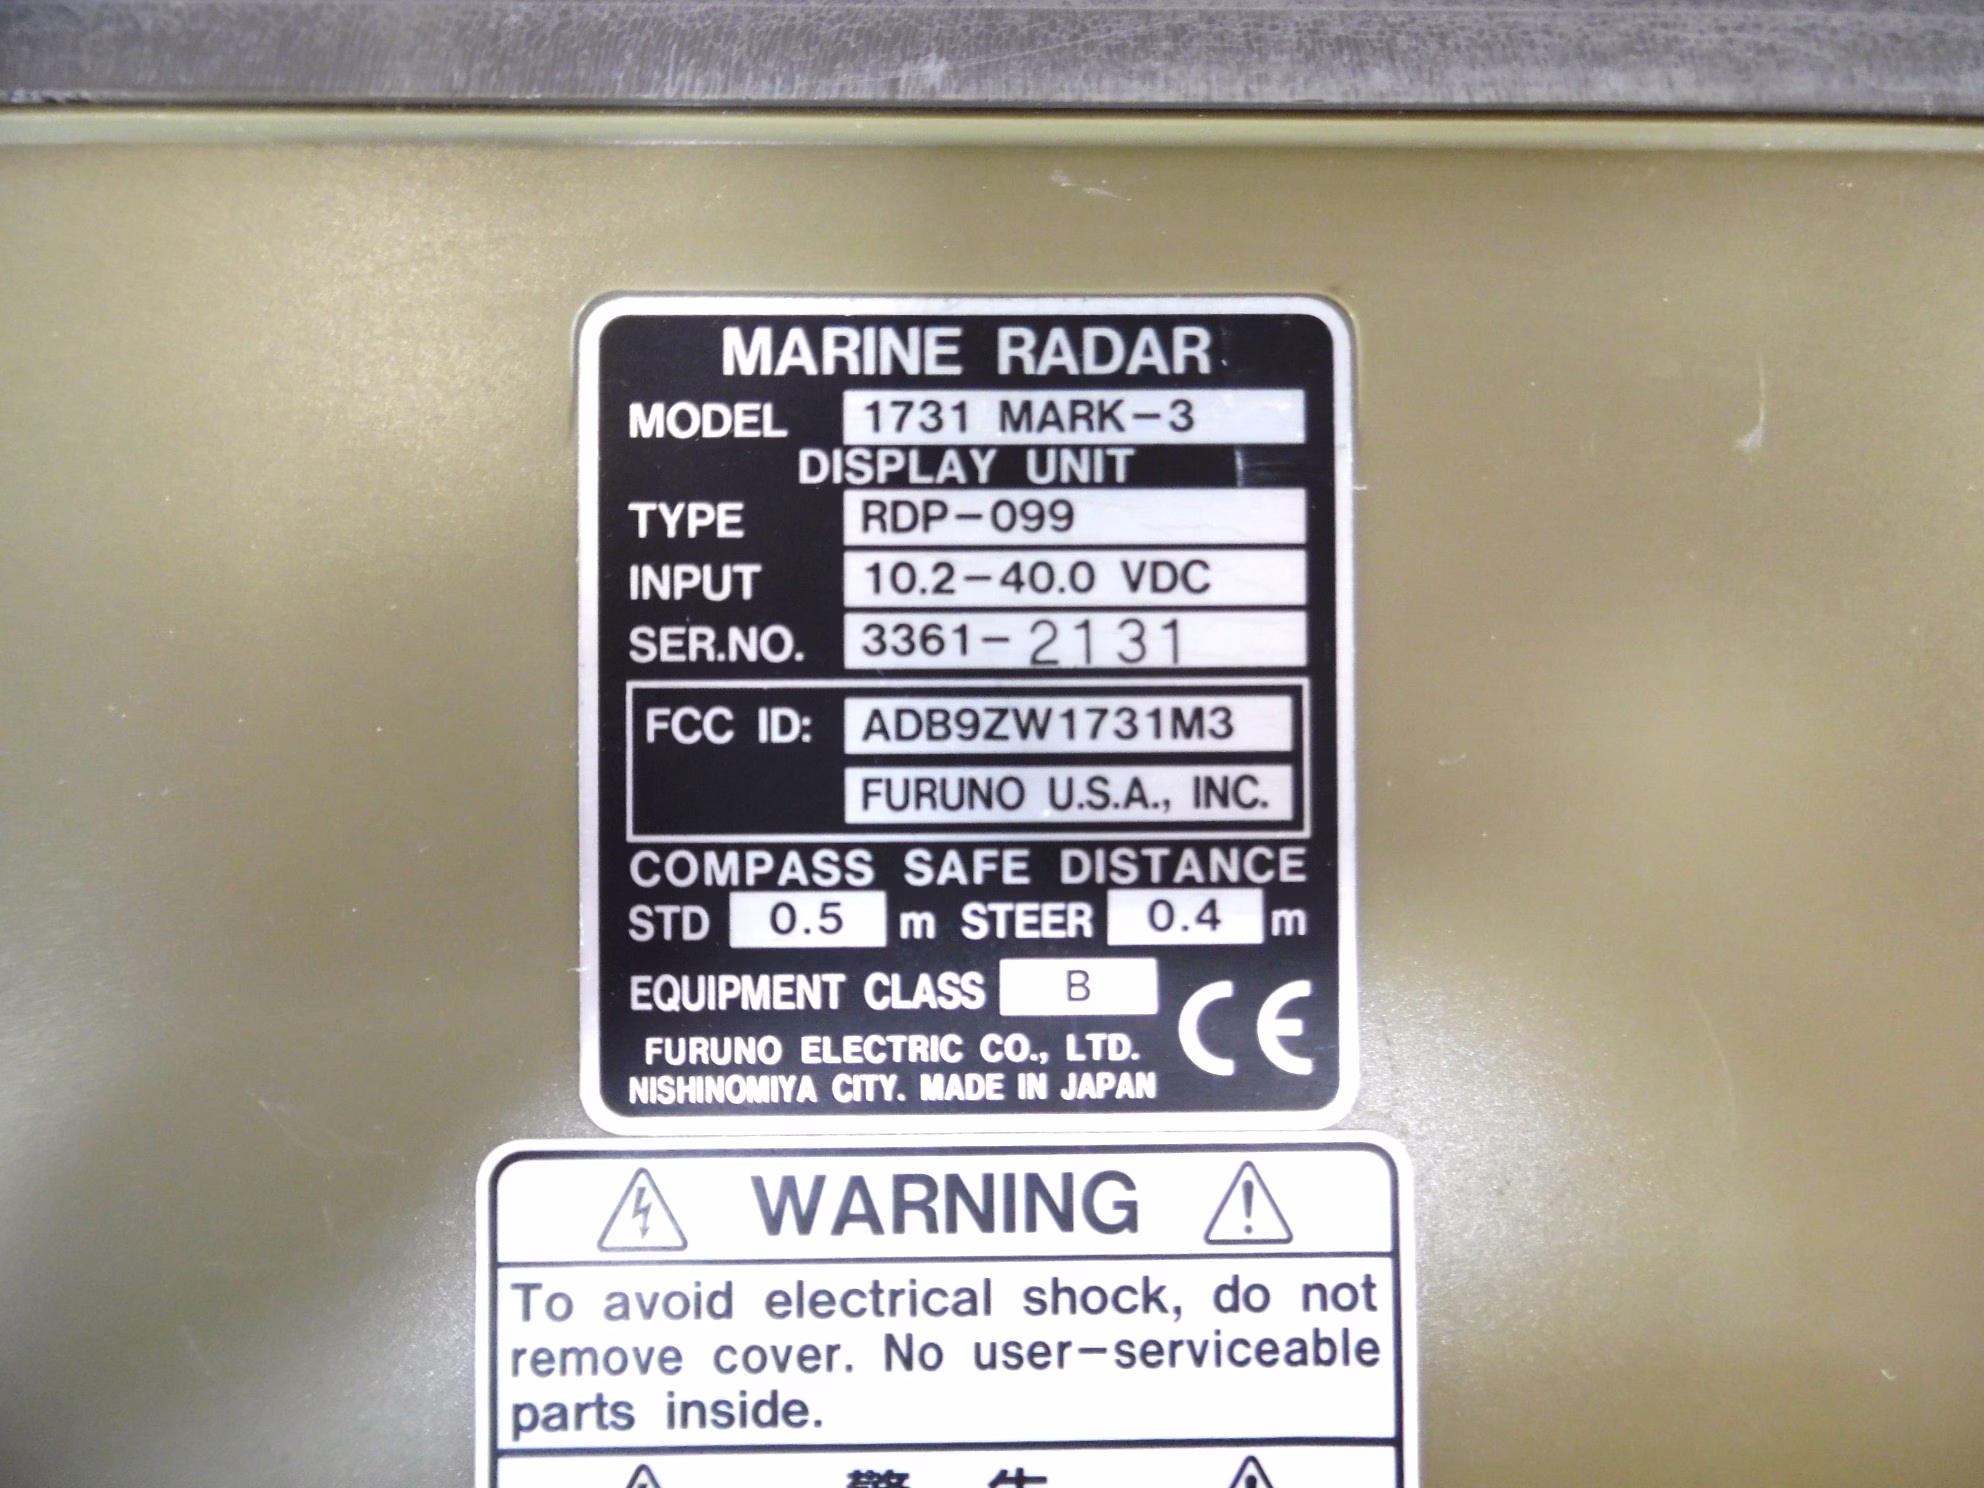 MARINE RADAR
MODEL 1731 MARK-3
DISPLAY UNIT
TYPE RDP-099
INPUT 10.2-40.0 VDC
SER.NO. 3361-2131
FCC ID: ADB9ZW1731M3
FURUNO U.S.A., INC.
COMPASS SAFE DISTANCE
STD 0.5 m STEER 0.4 m
EQUIPMENT CLASS B
CE
FURUNO ELECTRIC CO., LTD.
NISHINOMIYA CITY. MADE IN JAPAN
WARNING
To avoid electrical shock, do not
remove cover. No user-serviceable
parts inside.